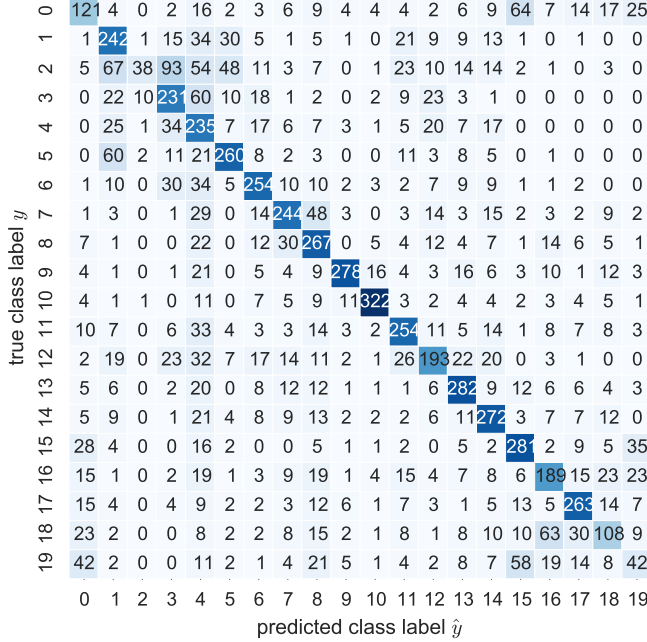 0 121 4 0 2 16 2 3 6 9 4 4 4 2 6 9 64 7 14 17 25
1 1 242 1 15 34 30 5 1 5 1 0 21 9 9 13 1 0 1 0 0
2 5 67 38 93 54 48 11 3 7 0 1 23 10 14 14 2 1 0 3 0
3 0 22 10 231 60 10 18 1 2 0 2 9 23 3 1 0 0 0 0 0
4 0 25 1 34 235 7 17 6 7 3 1 5 20 7 17 0 0 0 0 0
5 0 60 2 11 21 260 8 2 3 0 0 11 3 8 5 0 1 0 0 0
6 1 10 0 30 34 5 254 10 10 2 3 2 7 9 9 1 1 2 0 0
7 1 3 0 1 29 0 14 244 48 3 0 3 14 3 15 2 3 2 9 2
8 7 1 0 0 22 0 12 30 267 0 5 4 12 4 7 1 14 6 5 1
9 4 1 0 1 21 0 5 4 9 278 16 4 3 16 6 3 10 1 12 3
10 4 1 1 0 11 0 7 5 9 11 322 3 2 4 4 2 3 4 5 1
11 10 7 0 6 33 4 3 3 14 3 2 254 11 5 14 1 8 7 8 3
12 2 19 0 23 32 7 17 14 11 2 1 26 193 22 20 0 3 1 0 0
13 5 6 0 2 20 0 8 12 12 1 1 1 6 282 9 12 6 6 4 3
14 5 9 0 1 21 4 8 9 13 2 2 2 6 11 272 3 7 7 12 0
15 28 4 0 0 16 2 0 0 5 1 1 2 0 5 2 281 2 9 5 35
16 15 1 0 2 19 1 3 9 19 1 4 15 4 7 8 6 189 15 23 23
17 15 4 0 4 9 2 2 3 12 6 1 7 3 1 5 13 5 263 14 7
18 23 2 0 0 8 2 2 8 15 2 1 8 1 8 10 10 63 30 108 9
19 42 2 0 0 11 2 1 4 21 5 1 4 2 8 7 58 19 14 8 42
0 1 2 3 4 5 6 7 8 9 10 11 12 13 14 15 16 17 18 19
true class label y
predicted class label ŷ